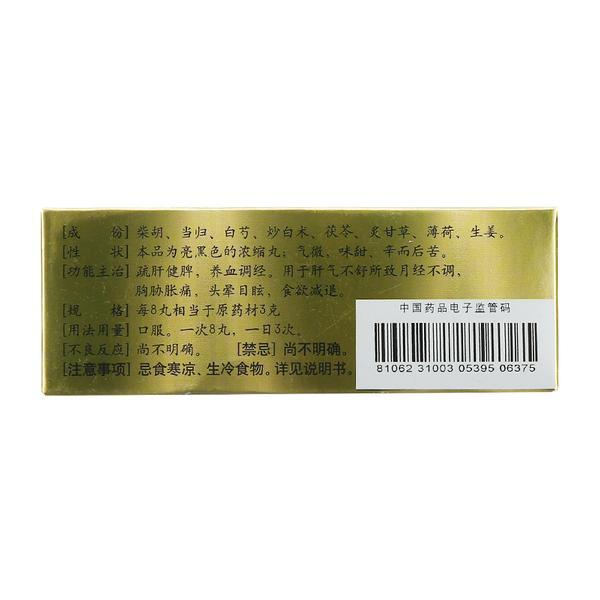 [成 份] 柴胡、当归、白芍、炒白术、茯苓、炙甘草、薄荷、生姜。
[性 状] 本品为亮黑色的浓缩丸；气微，味甜、辛而后苦。
[功能主治] 疏肝健脾，养血调经。用于肝气不舒所致月经不调，
胸胁胀痛，头晕目眩，食欲减退。
[规 格] 每8丸相当于原药材3克
[用法用量] 口服。一次8丸，一日3次。
[不良反应] 尚不明确。 [禁忌] 尚不明确。
[注意事项] 忌食寒凉、生冷食物。详见说明书。
中国药品电子监管码
81062 31003 05395 06375